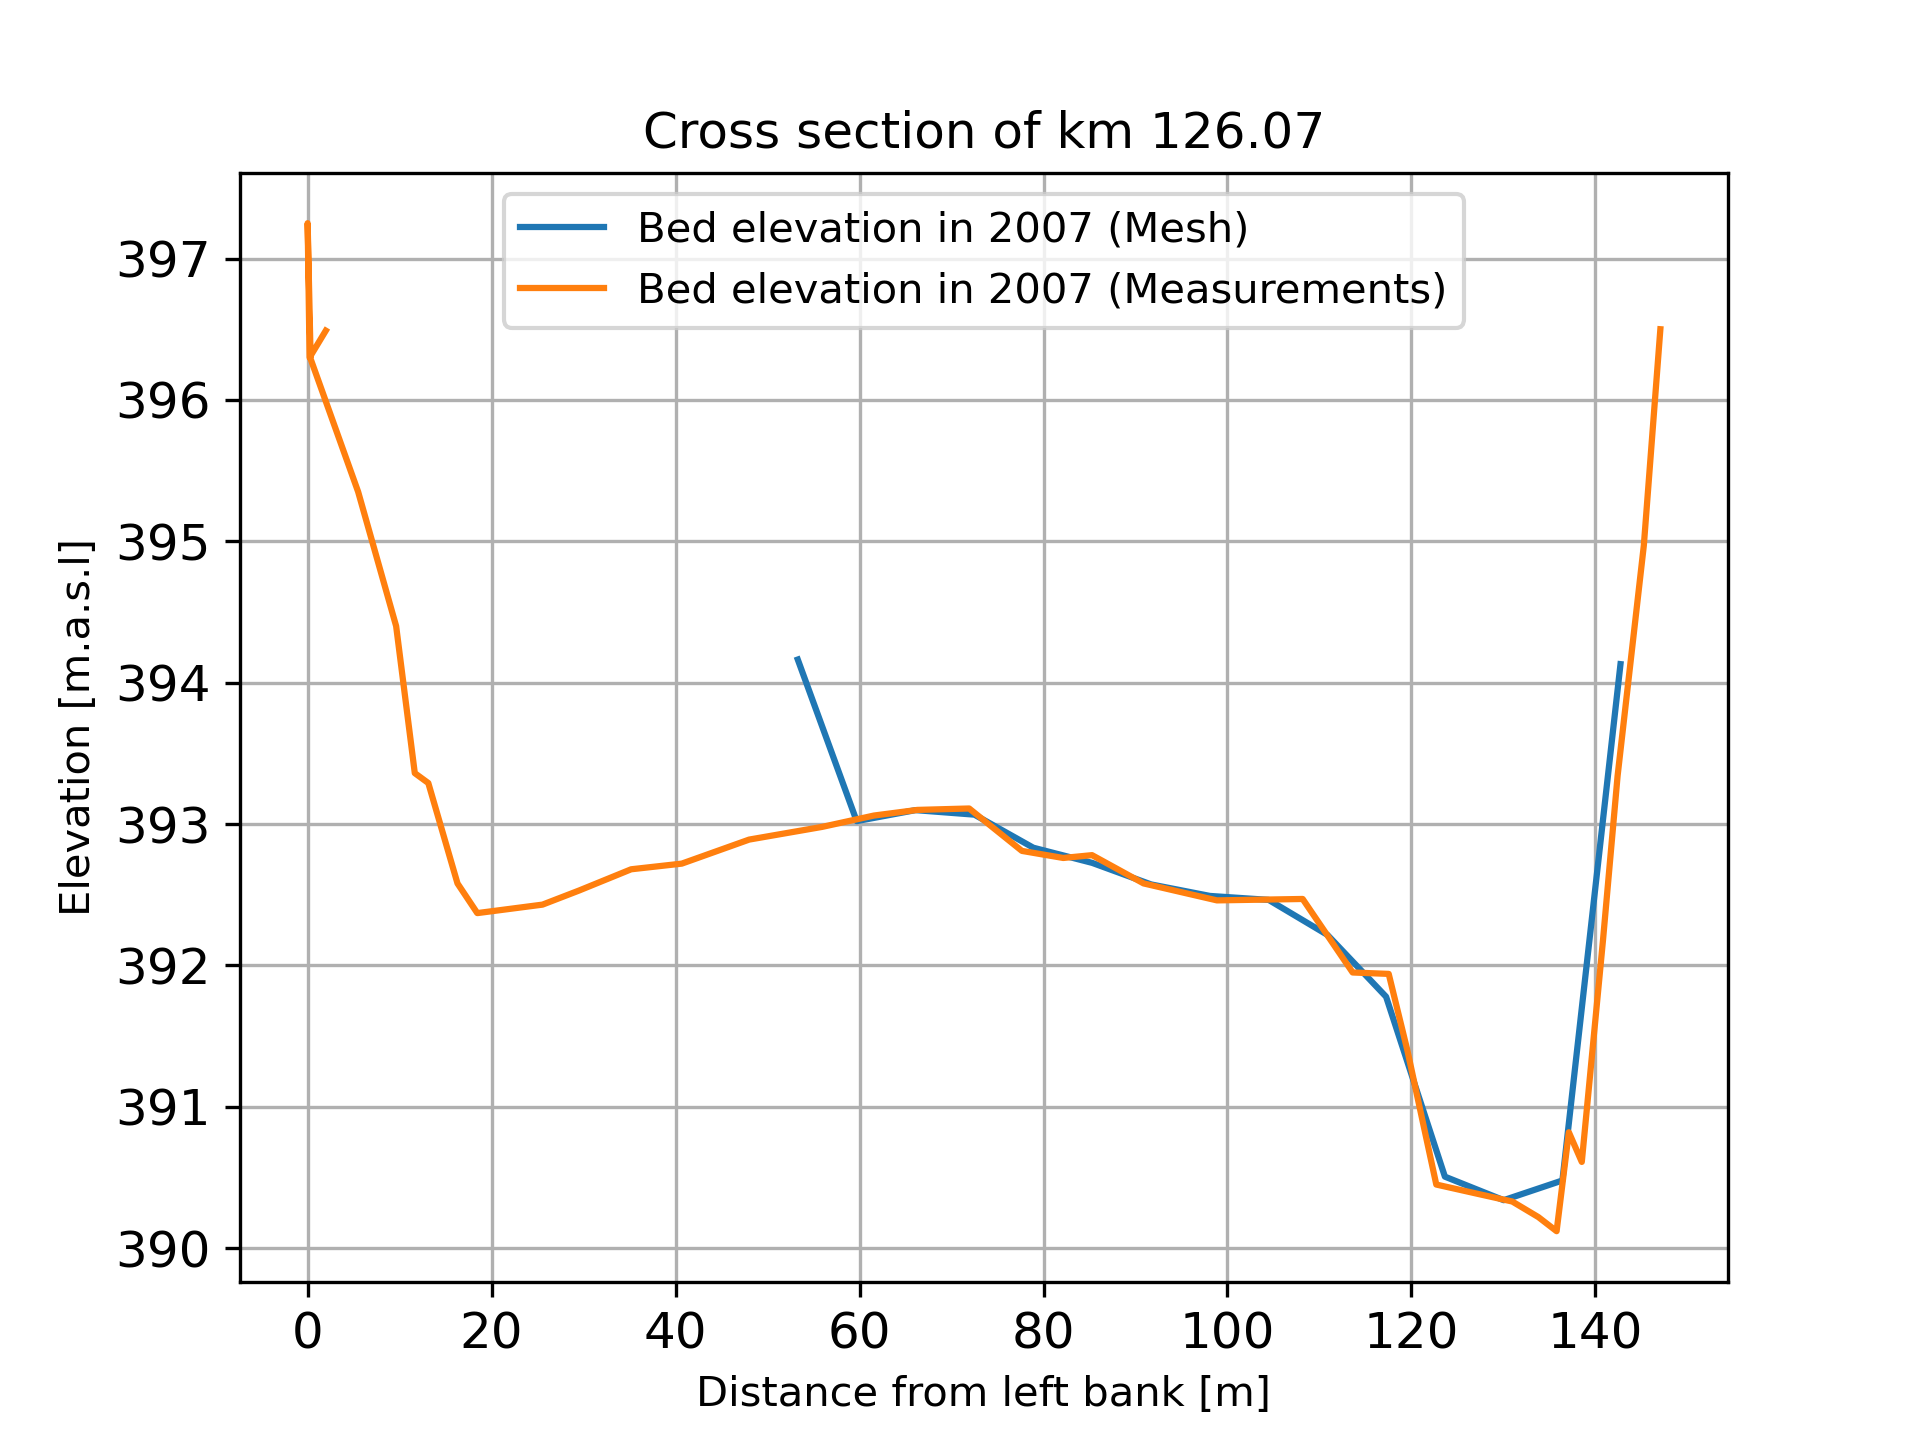 Cross section of km 126.07
Bed elevation in 2007 (Mesh)
Bed elevation in 2007 (Measurements)
397
396
395
394
393
392
391
390
Elevation [m.a.s.l]
0 20 40 60 80 100 120 140
Distance from left bank [m]